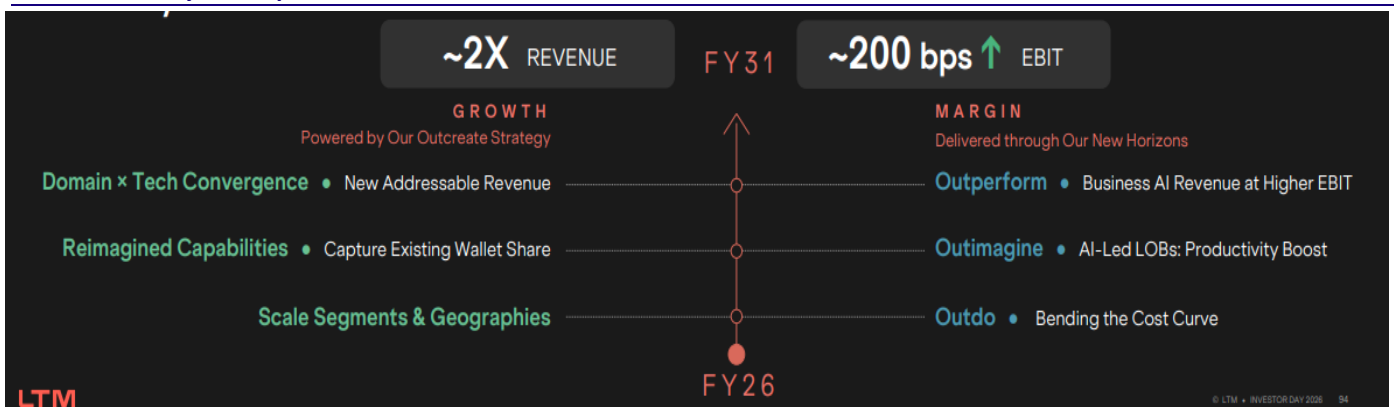 ~2X REVENUE
FY31
~200 bps ↑ EBIT
GROWTH
Powered by Our Outcreate Strategy
MARGIN
Delivered through Our New Horizons
Domain × Tech Convergence • New Addressable Revenue
Outperform • Business AI Revenue at Higher EBIT
Reimagined Capabilities • Capture Existing Wallet Share
Outimagine • AI-Led LOBs: Productivity Boost
Scale Segments & Geographies
Outdo • Bending the Cost Curve
FY26
LTM
© LTM • INVESTOR DAY 2026 94